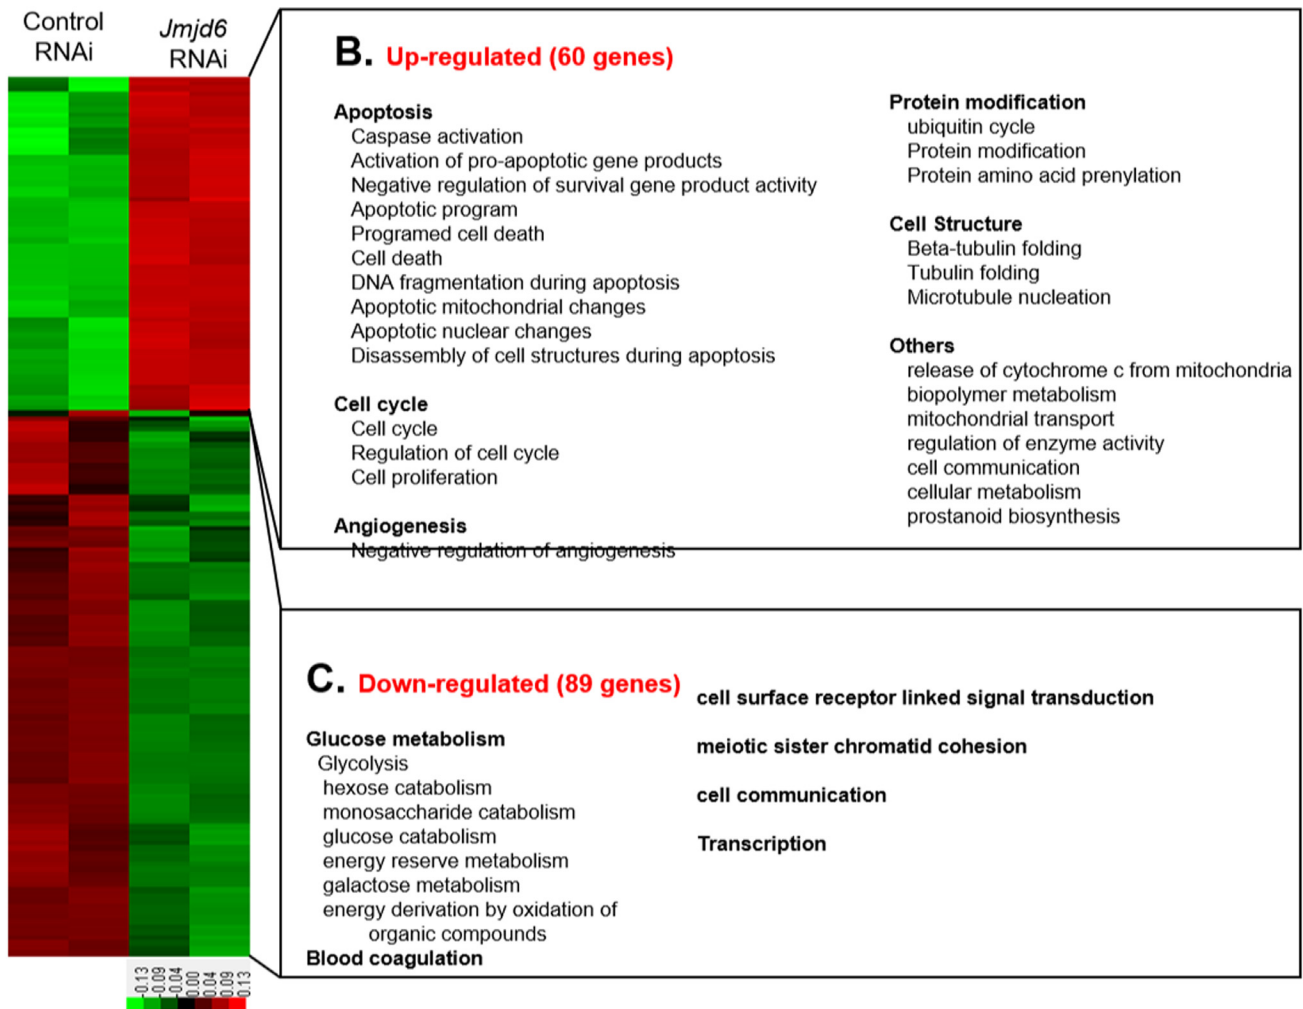 Control
RNAi
Jmjd6
RNAi
B. Up-regulated (60 genes)
Apoptosis
Caspase activation
Activation of pro-apoptotic gene products
Negative regulation of survival gene product activity
Apoptotic program
Programed cell death
Cell death
DNA fragmentation during apoptosis
Apoptotic mitochondrial changes
Apoptotic nuclear changes
Disassembly of cell structures during apoptosis
Cell cycle
Cell cycle
Regulation of cell cycle
Cell proliferation
Angiogenesis
Negative regulation of angiogenesis
Protein modification
ubiquitin cycle
Protein modification
Protein amino acid prenylation
Cell Structure
Beta-tubulin folding
Tubulin folding
Microtubule nucleation
Others
release of cytochrome c from mitochondria
biopolymer metabolism
mitochondrial transport
regulation of enzyme activity
cell communication
cellular metabolism
prostanoid biosynthesis
C. Down-regulated (89 genes)
Glucose metabolism
Glycolysis
hexose catabolism
monosaccharide catabolism
glucose catabolism
energy reserve metabolism
galactose metabolism
energy derivation by oxidation of
organic compounds
Blood coagulation
cell surface receptor linked signal transduction
meiotic sister chromatid cohesion
cell communication
Transcription
-0.13
-0.09
-0.04
0.00
0.04
0.09
0.13